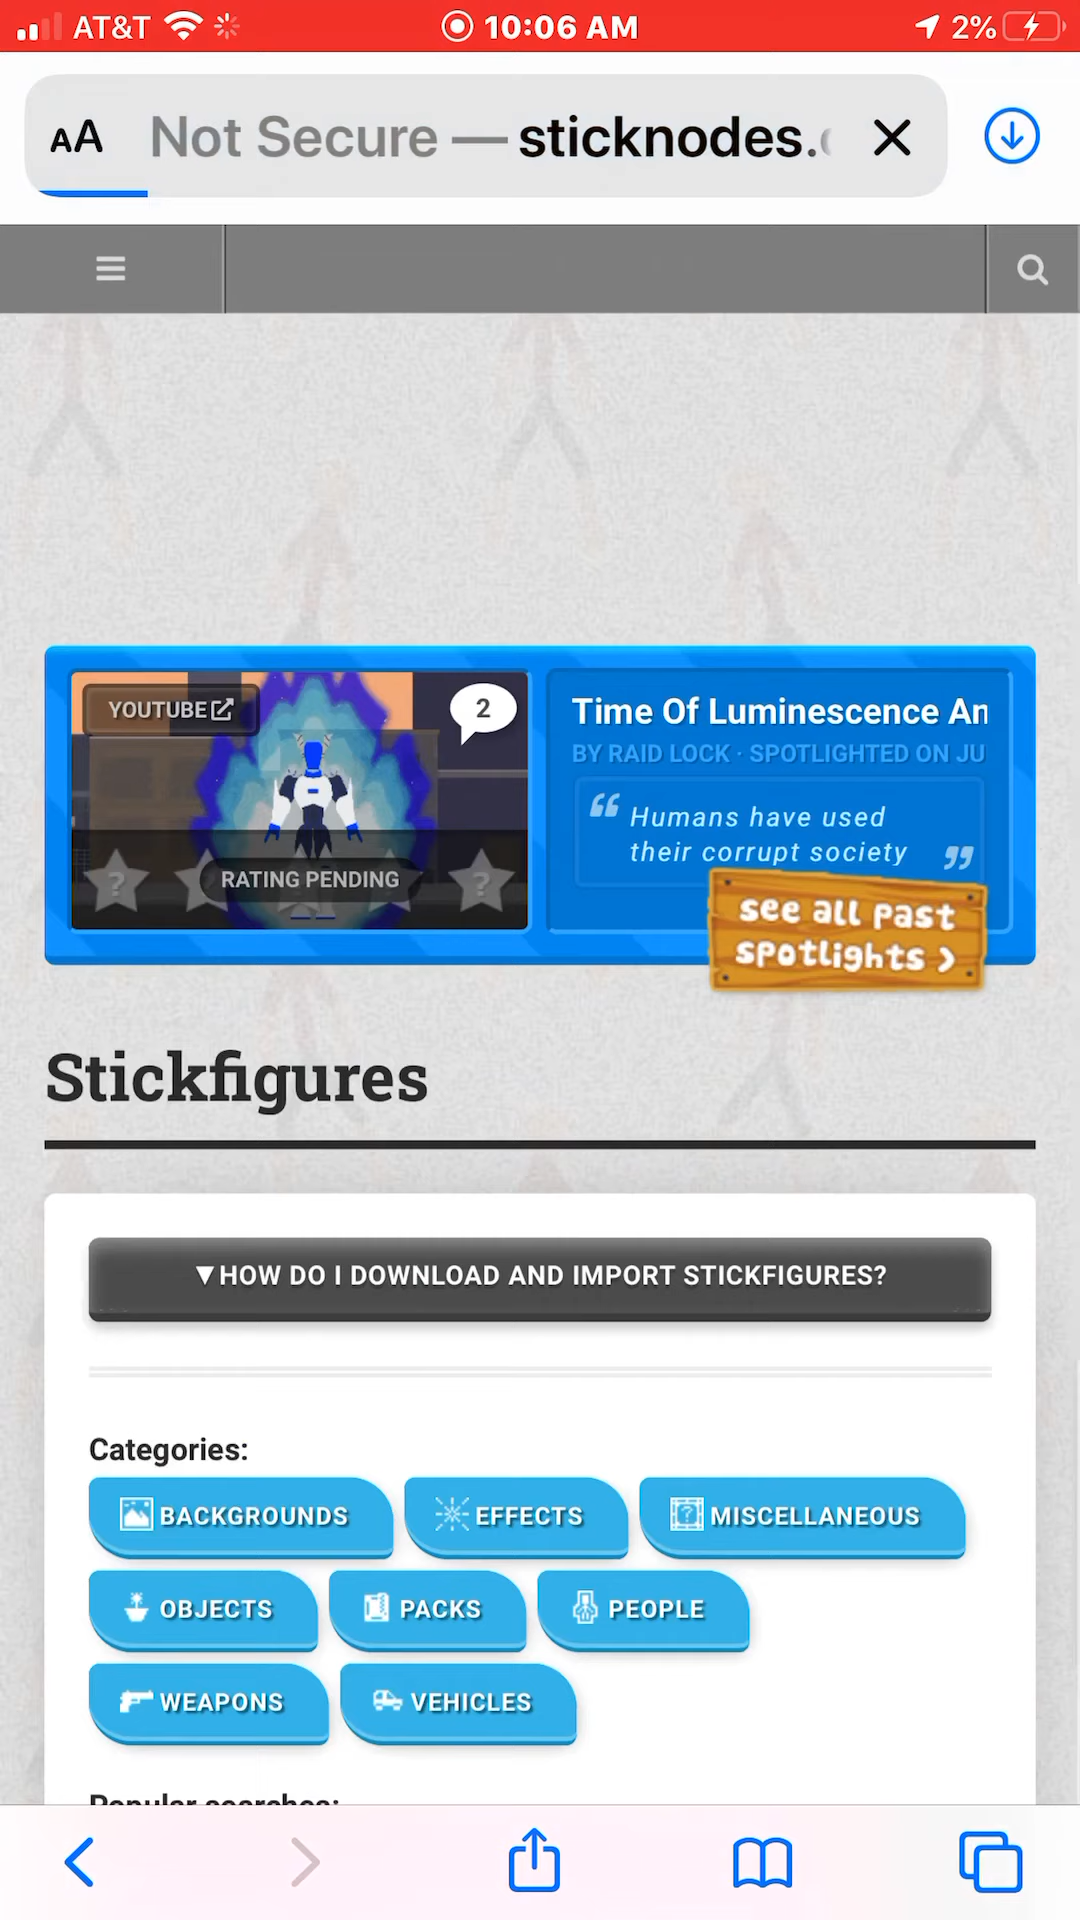 AT&T 10:06 AM 2%
AA Not Secure — sticknodes.
YOUTUBE
2
RATING PENDING
? ?
Time Of Luminescence An
BY RAID LOCK · SPOTLIGHTED ON JU
“ Humans have used
their corrupt society ”
see all past
spotlights ›
Stickfigures
▼HOW DO I DOWNLOAD AND IMPORT STICKFIGURES?
Categories:
BACKGROUNDS EFFECTS MISCELLANEOUS
OBJECTS PACKS PEOPLE
WEAPONS VEHICLES
Popular searches: